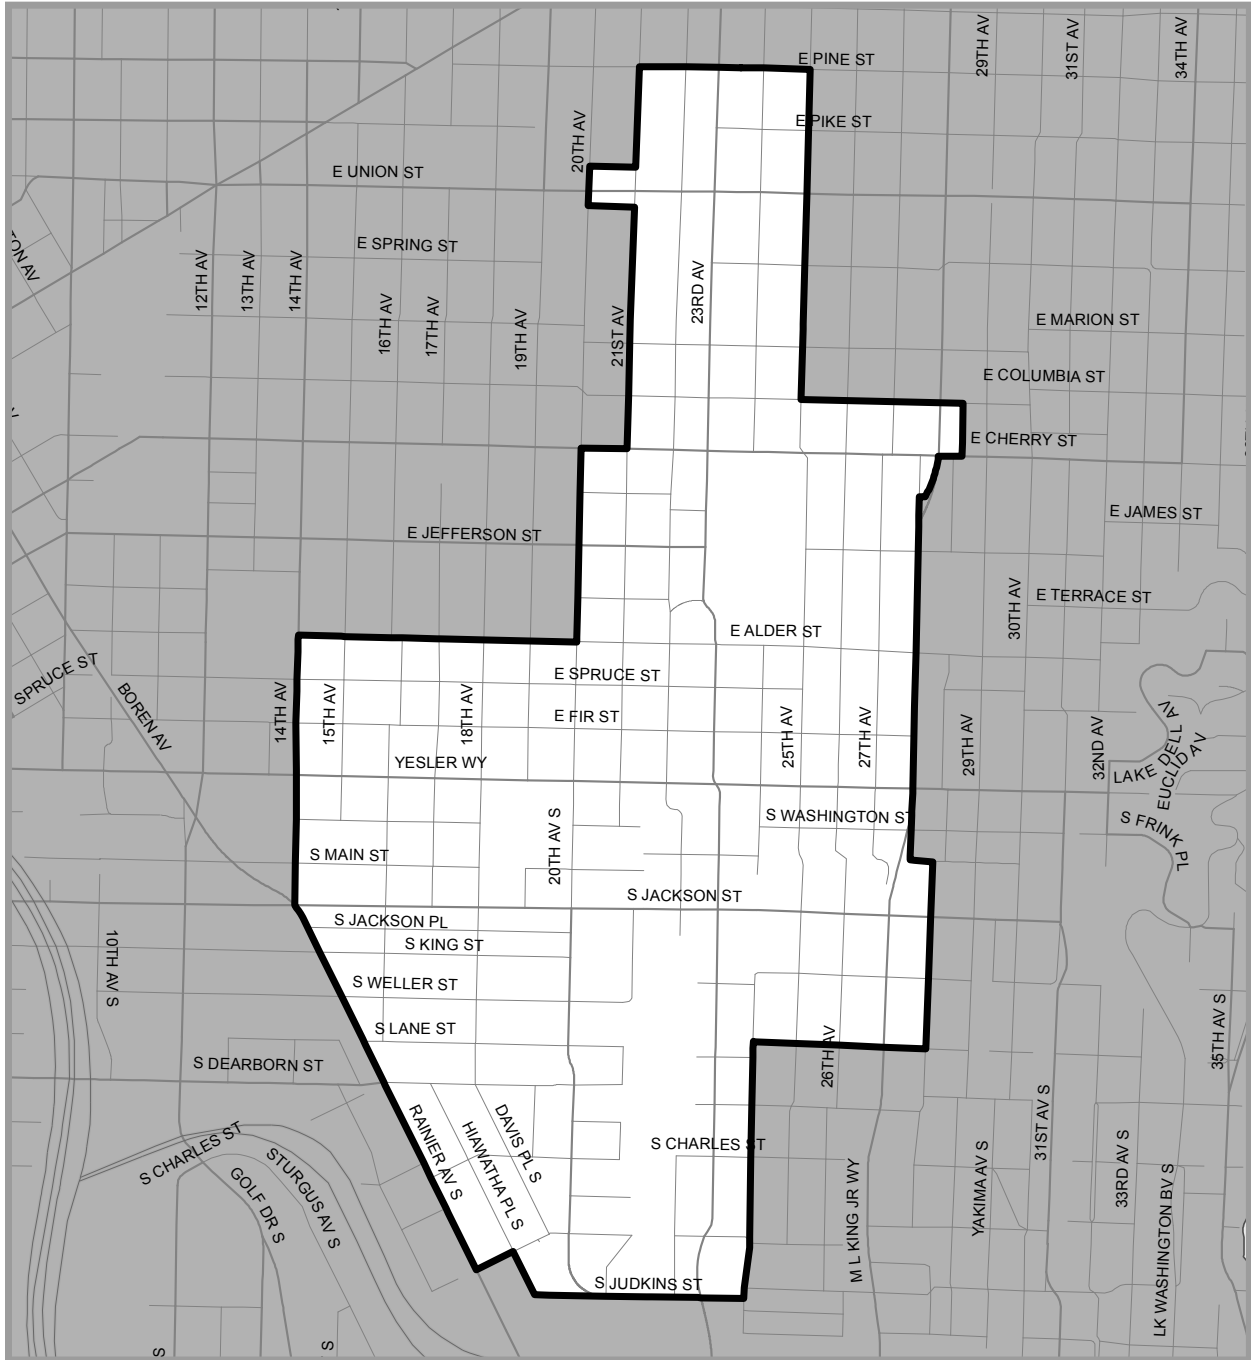 29TH AV
31ST AV
34TH AV
E PINE ST
20TH AV
E PIKE ST
E UNION ST
TON AV
E SPRING ST
12TH AV
13TH AV
14TH AV
23RD AV
16TH AV
17TH AV
19TH AV
21ST AV
E MARION ST
E COLUMBIA ST
E CHERRY ST
E JAMES ST
E JEFFERSON ST
30TH AV
E TERRACE ST
E ALDER ST
SPRUCE ST
E SPRUCE ST
BOREN AV
14TH AV
15TH AV
18TH AV
E FIR ST
25TH AV
27TH AV
29TH AV
32ND AV
LAKE DELL AV
EUCLID AV
YESLER WY
S WASHINGTON ST
S FRINK PL
20TH AV S
S MAIN ST
S JACKSON ST
S JACKSON PL
S KING ST
10TH AV S
S WELLER ST
S LANE ST
26TH AV
35TH AV S
S DEARBORN ST
RAINIER AV S
HIAWATHA PL S
DAVIS PL S
S CHARLES ST
S CHARLES ST
31ST AV S
33RD AV S
YAKIMA AV S
LK WASHINGTON BV S
M L KING JR WY
STURGUS AV S
GOLF DR S
S JUDKINS ST
S
S